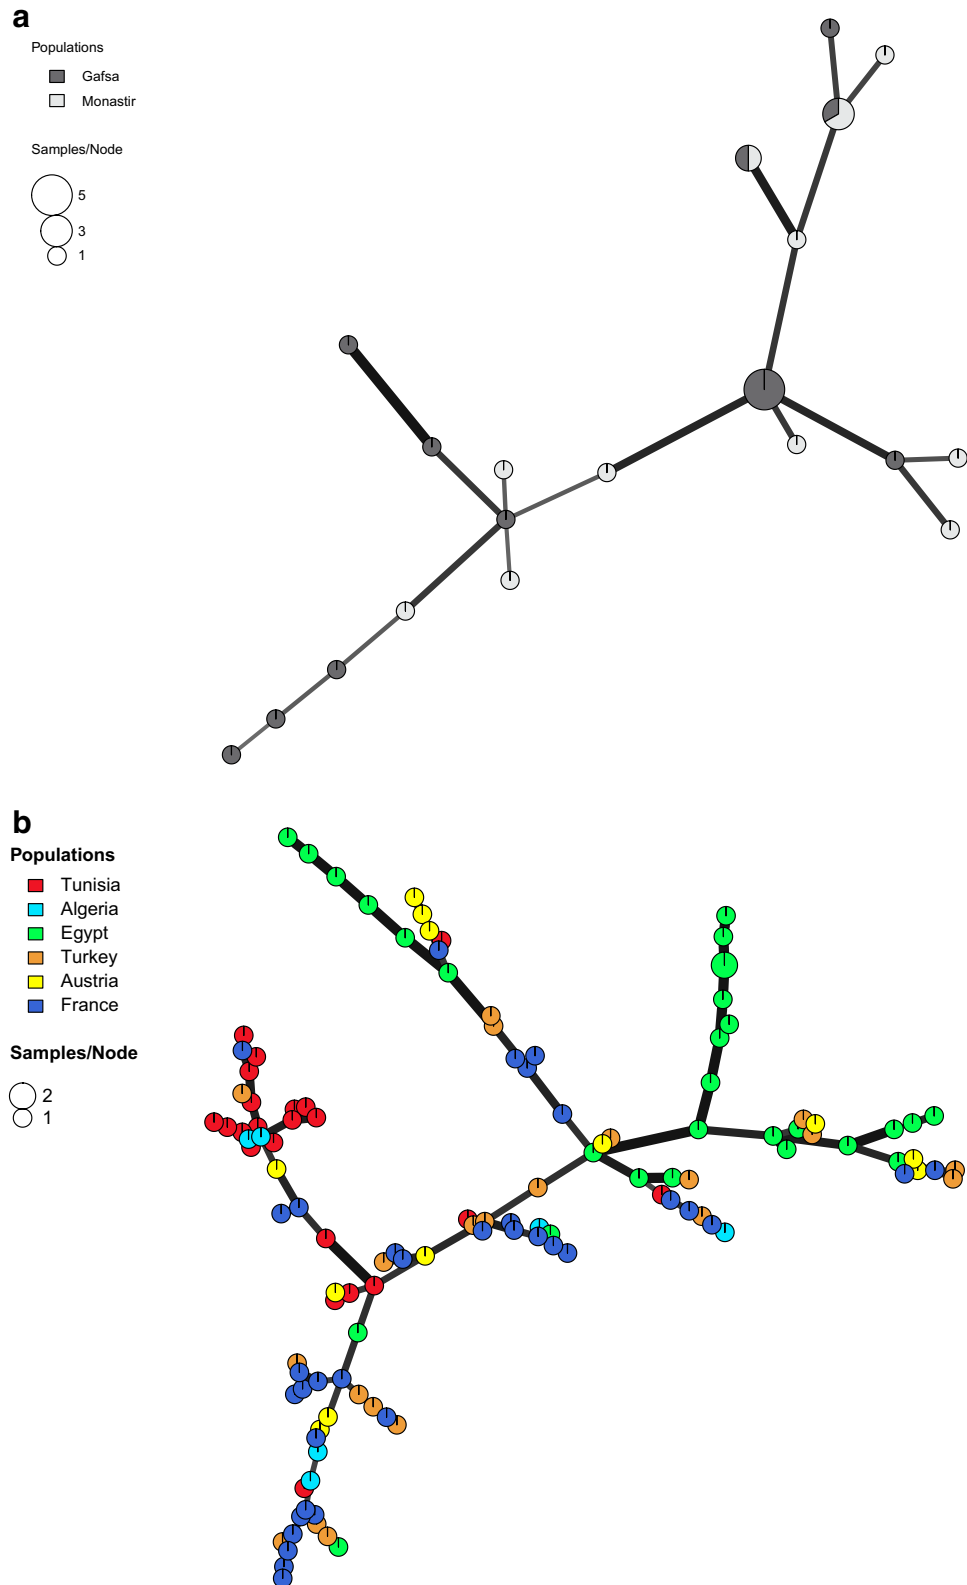 a
Populations
Gafsa
Monastir
Samples/Node
5
3
1
b
Populations
Tunisia
Algeria
Egypt
Turkey
Austria
France
Samples/Node
2
1